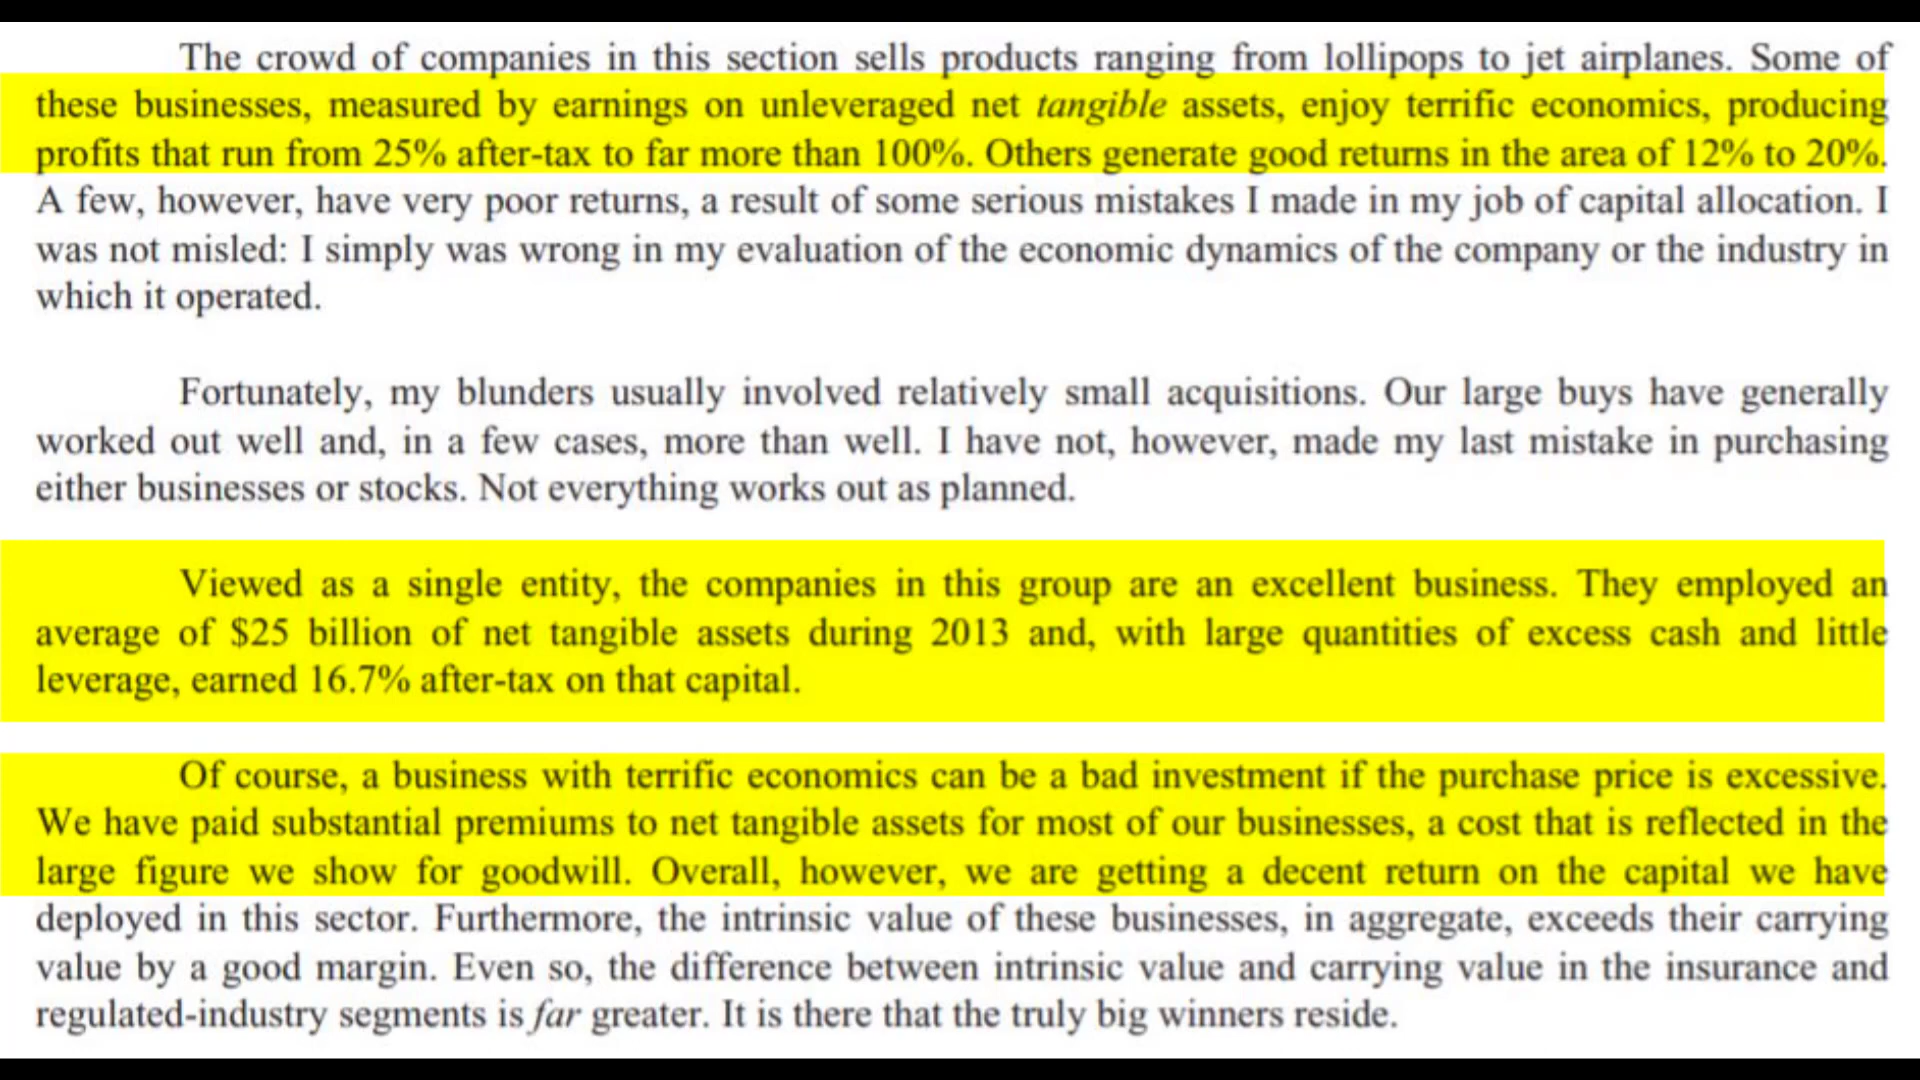 The crowd of companies in this section sells products ranging from lollipops to jet airplanes. Some of
these businesses, measured by earnings on unleveraged net tangible assets, enjoy terrific economics, producing
profits that run from 25% after-tax to far more than 100%. Others generate good returns in the area of 12% to 20%.
A few, however, have very poor returns, a result of some serious mistakes I made in my job of capital allocation. I
was not misled: I simply was wrong in my evaluation of the economic dynamics of the company or the industry in
which it operated.
Fortunately, my blunders usually involved relatively small acquisitions. Our large buys have generally
worked out well and, in a few cases, more than well. I have not, however, made my last mistake in purchasing
either businesses or stocks. Not everything works out as planned.
Viewed as a single entity, the companies in this group are an excellent business. They employed an
average of $25 billion of net tangible assets during 2013 and, with large quantities of excess cash and little
leverage, earned 16.7% after-tax on that capital.
Of course, a business with terrific economics can be a bad investment if the purchase price is excessive.
We have paid substantial premiums to net tangible assets for most of our businesses, a cost that is reflected in the
large figure we show for goodwill. Overall, however, we are getting a decent return on the capital we have
deployed in this sector. Furthermore, the intrinsic value of these businesses, in aggregate, exceeds their carrying
value by a good margin. Even so, the difference between intrinsic value and carrying value in the insurance and
regulated-industry segments is far greater. It is there that the truly big winners reside.